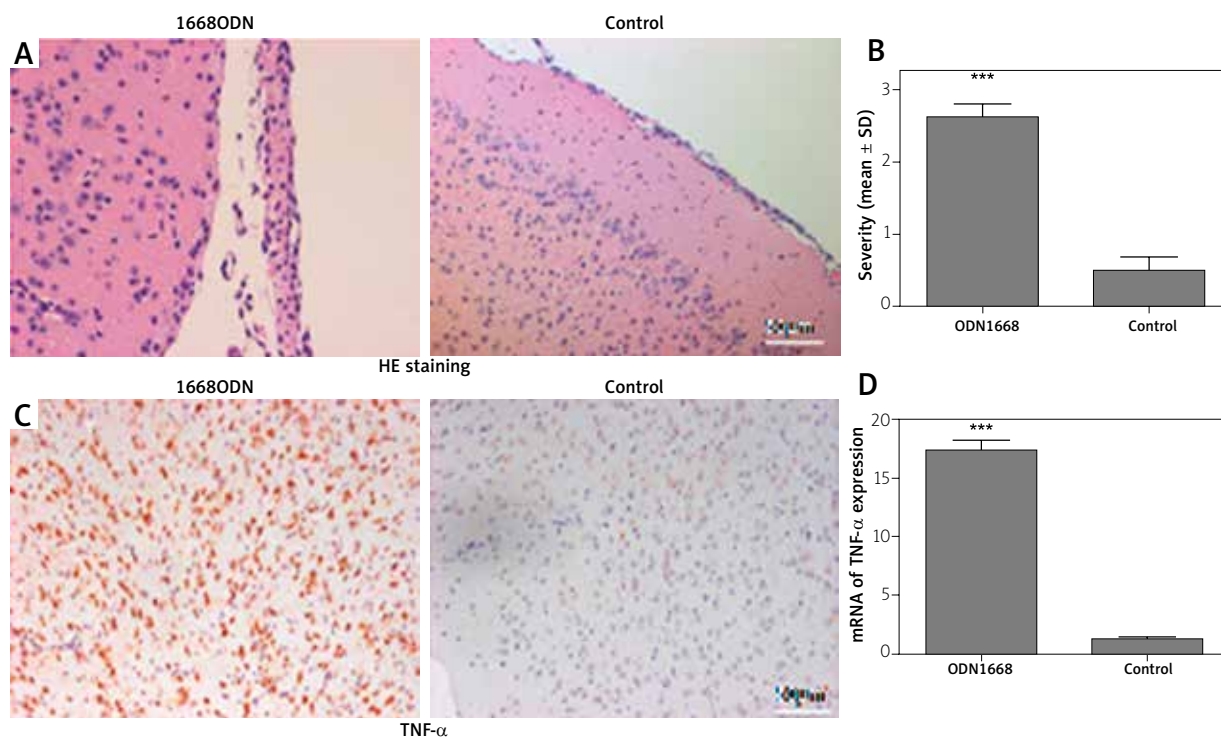 1668ODN
Control
A
HE staining
B
Severity (mean ± SD)
3
2
1
0
***
ODN1668
Control
1668ODN
Control
C
TNF-α
D
mRNA of TNF-α expression
20
15
10
5
0
***
ODN1668
Control